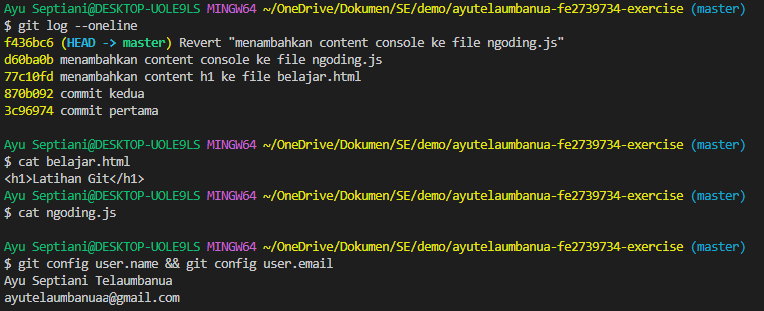 Ayu Septiani@DESKTOP-UOLE9LS MINGW64 ~/OneDrive/Dokumen/SE/demo/ayutelaumbanua-fe2739734-exercise (master)
$ git log --oneline
f436bc6 (HEAD -> master) Revert "menambahkan content console ke file ngoding.js"
d60ba0b menambahkan content console ke file ngoding.js
77c10fd menambahkan content h1 ke file belajar.html
870b092 commit kedua
3c96974 commit pertama
Ayu Septiani@DESKTOP-UOLE9LS MINGW64 ~/OneDrive/Dokumen/SE/demo/ayutelaumbanua-fe2739734-exercise (master)
$ cat belajar.html
<h1>Latihan Git</h1>
Ayu Septiani@DESKTOP-UOLE9LS MINGW64 ~/OneDrive/Dokumen/SE/demo/ayutelaumbanua-fe2739734-exercise (master)
$ cat ngoding.js
Ayu Septiani@DESKTOP-UOLE9LS MINGW64 ~/OneDrive/Dokumen/SE/demo/ayutelaumbanua-fe2739734-exercise (master)
$ git config user.name && git config user.email
Ayu Septiani Telaumbanua
ayutelaumbanuaa@gmail.com